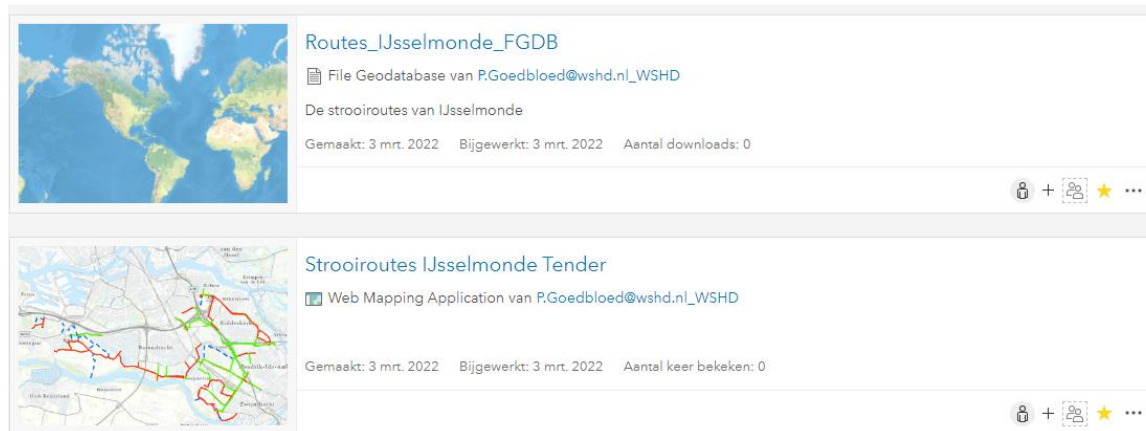 Routes_IJsselmonde_FGDB
File Geodatabase van P.Goedbloed@wshd.nl_WSHD
De strooiroutes van IJsselmonde
Gemaakt: 3 mrt. 2022 Bijgewerkt: 3 mrt. 2022 Aantal downloads: 0
Strooiroutes IJsselmonde Tender
Web Mapping Application van P.Goedbloed@wshd.nl_WSHD
Gemaakt: 3 mrt. 2022 Bijgewerkt: 3 mrt. 2022 Aantal keer bekeken: 0